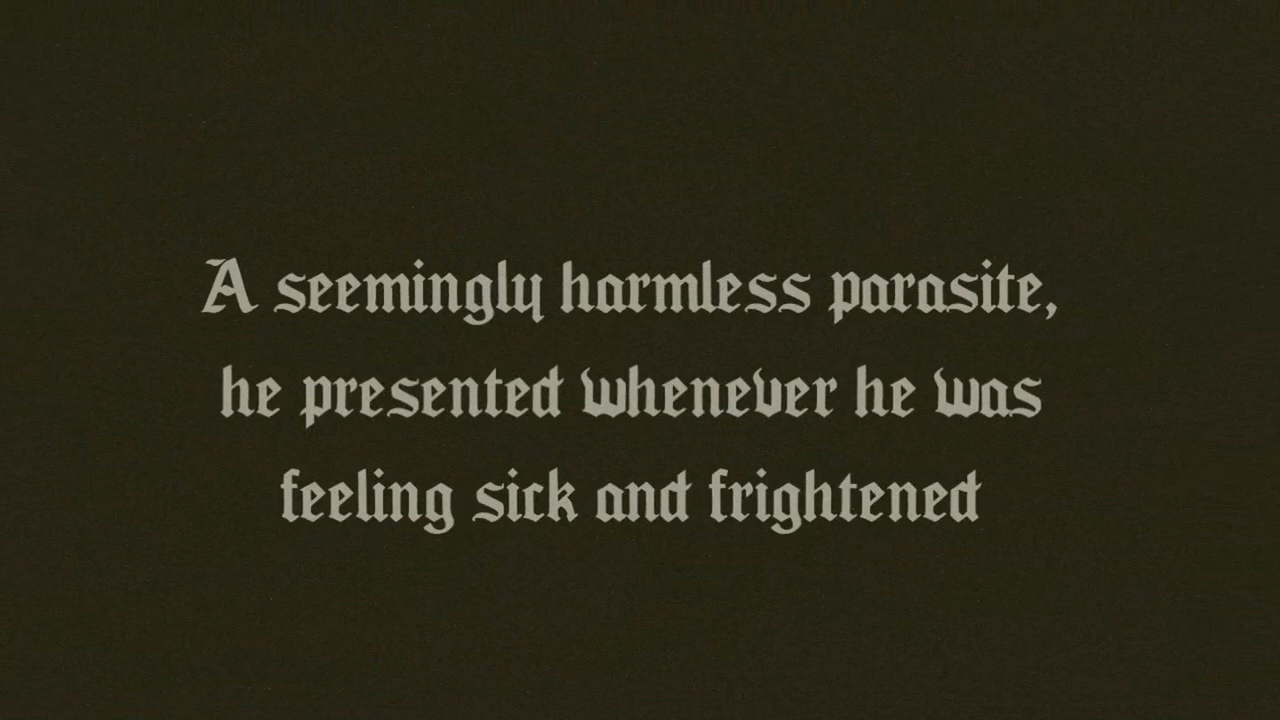 A seemingly harmless parasite,
he presented whenever he was
feeling sick and frightened